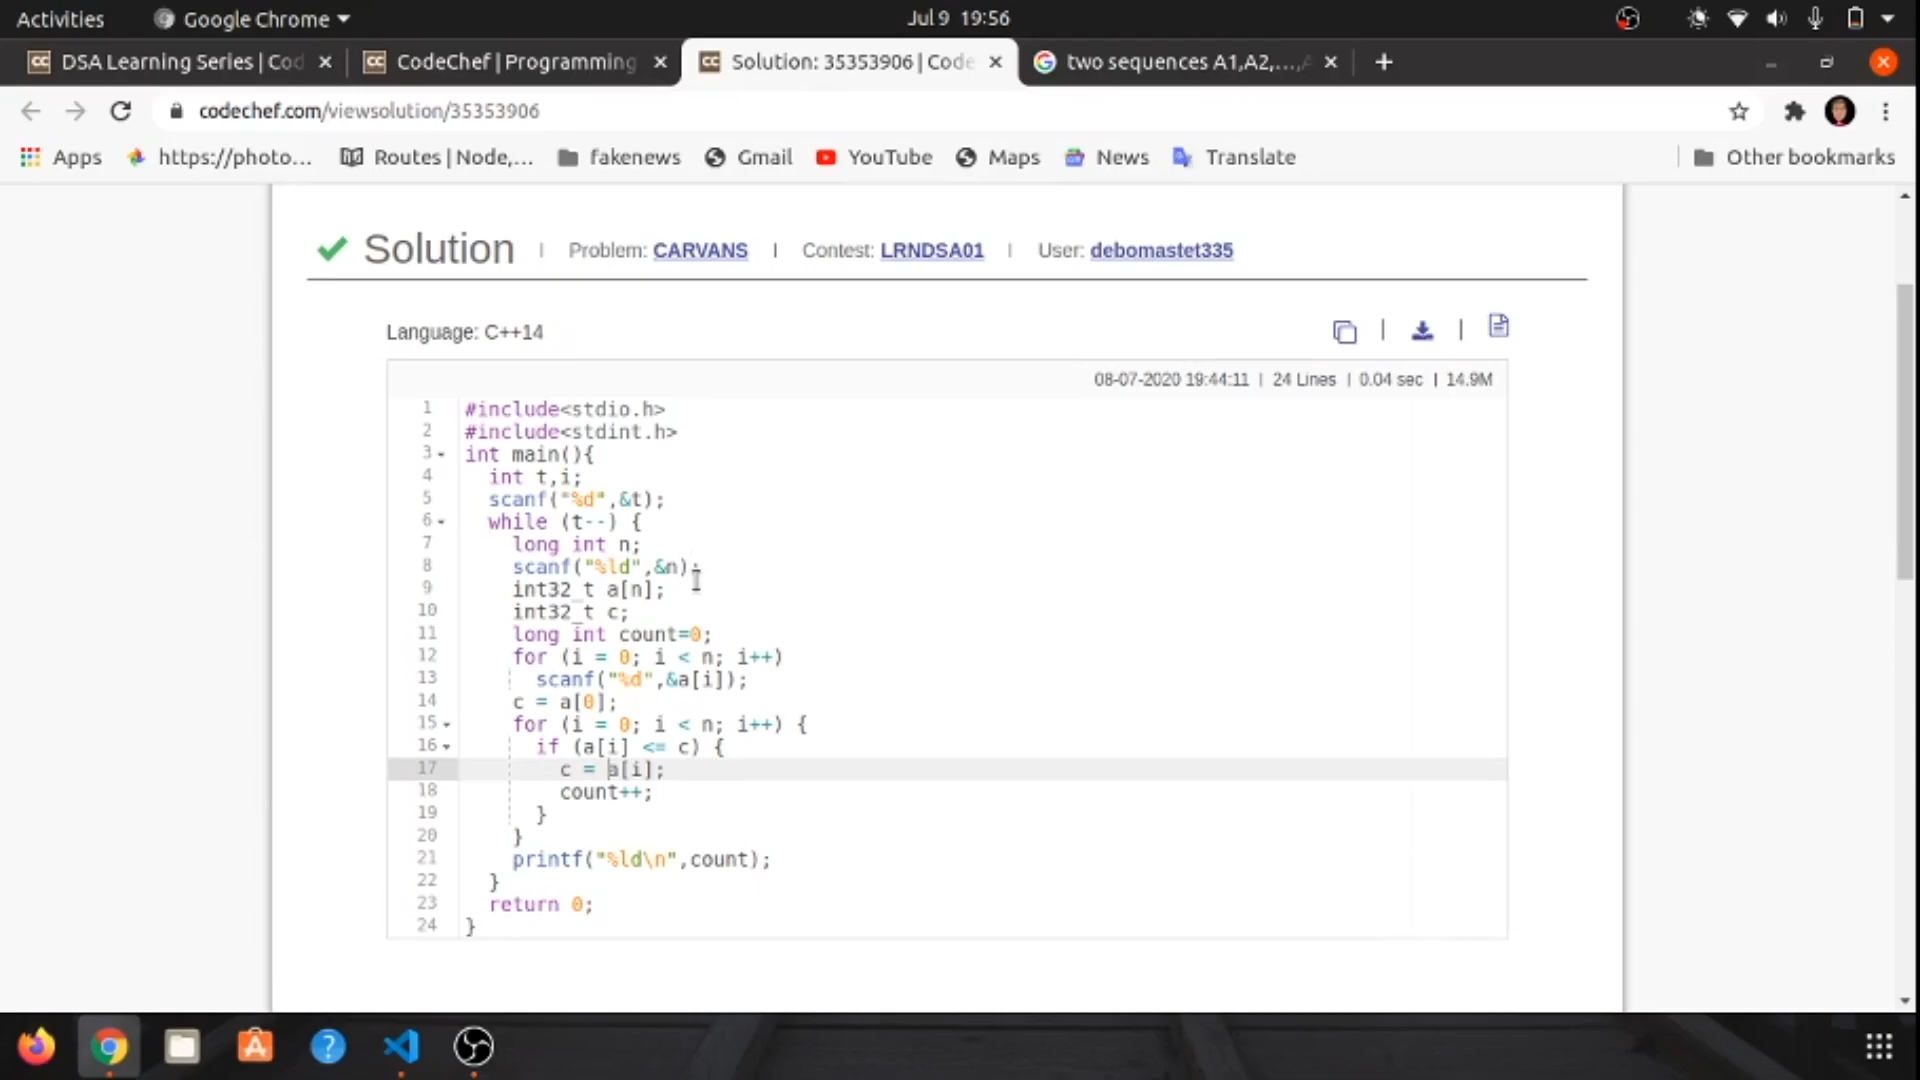 Activities Google Chrome Jul 9 19:56
DSA Learning Series | Cod CodeChef | Programming Solution: 35353906 | Code two sequences A1,A2,...,A
codechef.com/viewsolution/35353906
Apps https://photo... Routes | Node,... fakenews Gmail YouTube Maps News Translate Other bookmarks
Solution | Problem: CARVANS | Contest: LRNDSA01 | User: debomastet335
Language: C++14
08-07-2020 19:44:11 | 24 Lines | 0.04 sec | 14.9M
1 #include<stdio.h>
2 #include<stdint.h>
3 int main(){
4 int t,i;
5 scanf("%d",&t);
6 while (t--) {
7 long int n;
8 scanf("%ld",&n);
9 int32_t a[n];
10 int32_t c;
11 long int count=0;
12 for (i = 0; i < n; i++)
13 scanf("%d",&a[i]);
14 c = a[0];
15 for (i = 0; i < n; i++) {
16 if (a[i] <= c) {
17 c = a[i];
18 count++;
19 }
20 }
21 printf("%ld\n",count);
22 }
23 return 0;
24 }